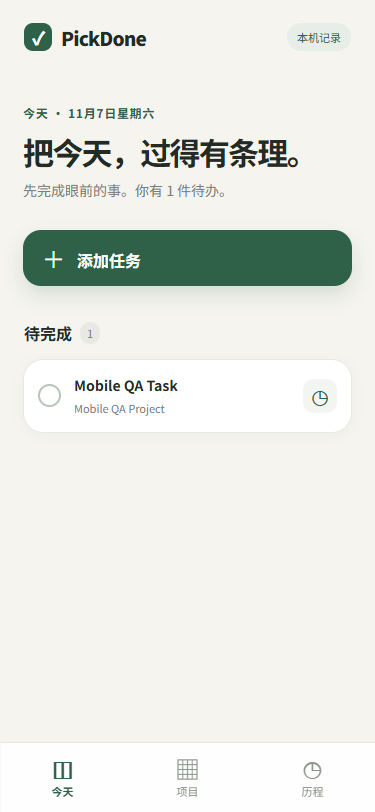 PickDone
本机记录
今天 · 11月7日星期六
把今天，过得有条理。
先完成眼前的事。你有 1 件待办。
添加任务
待完成 1
Mobile QA Task
Mobile QA Project
今天
项目
历程